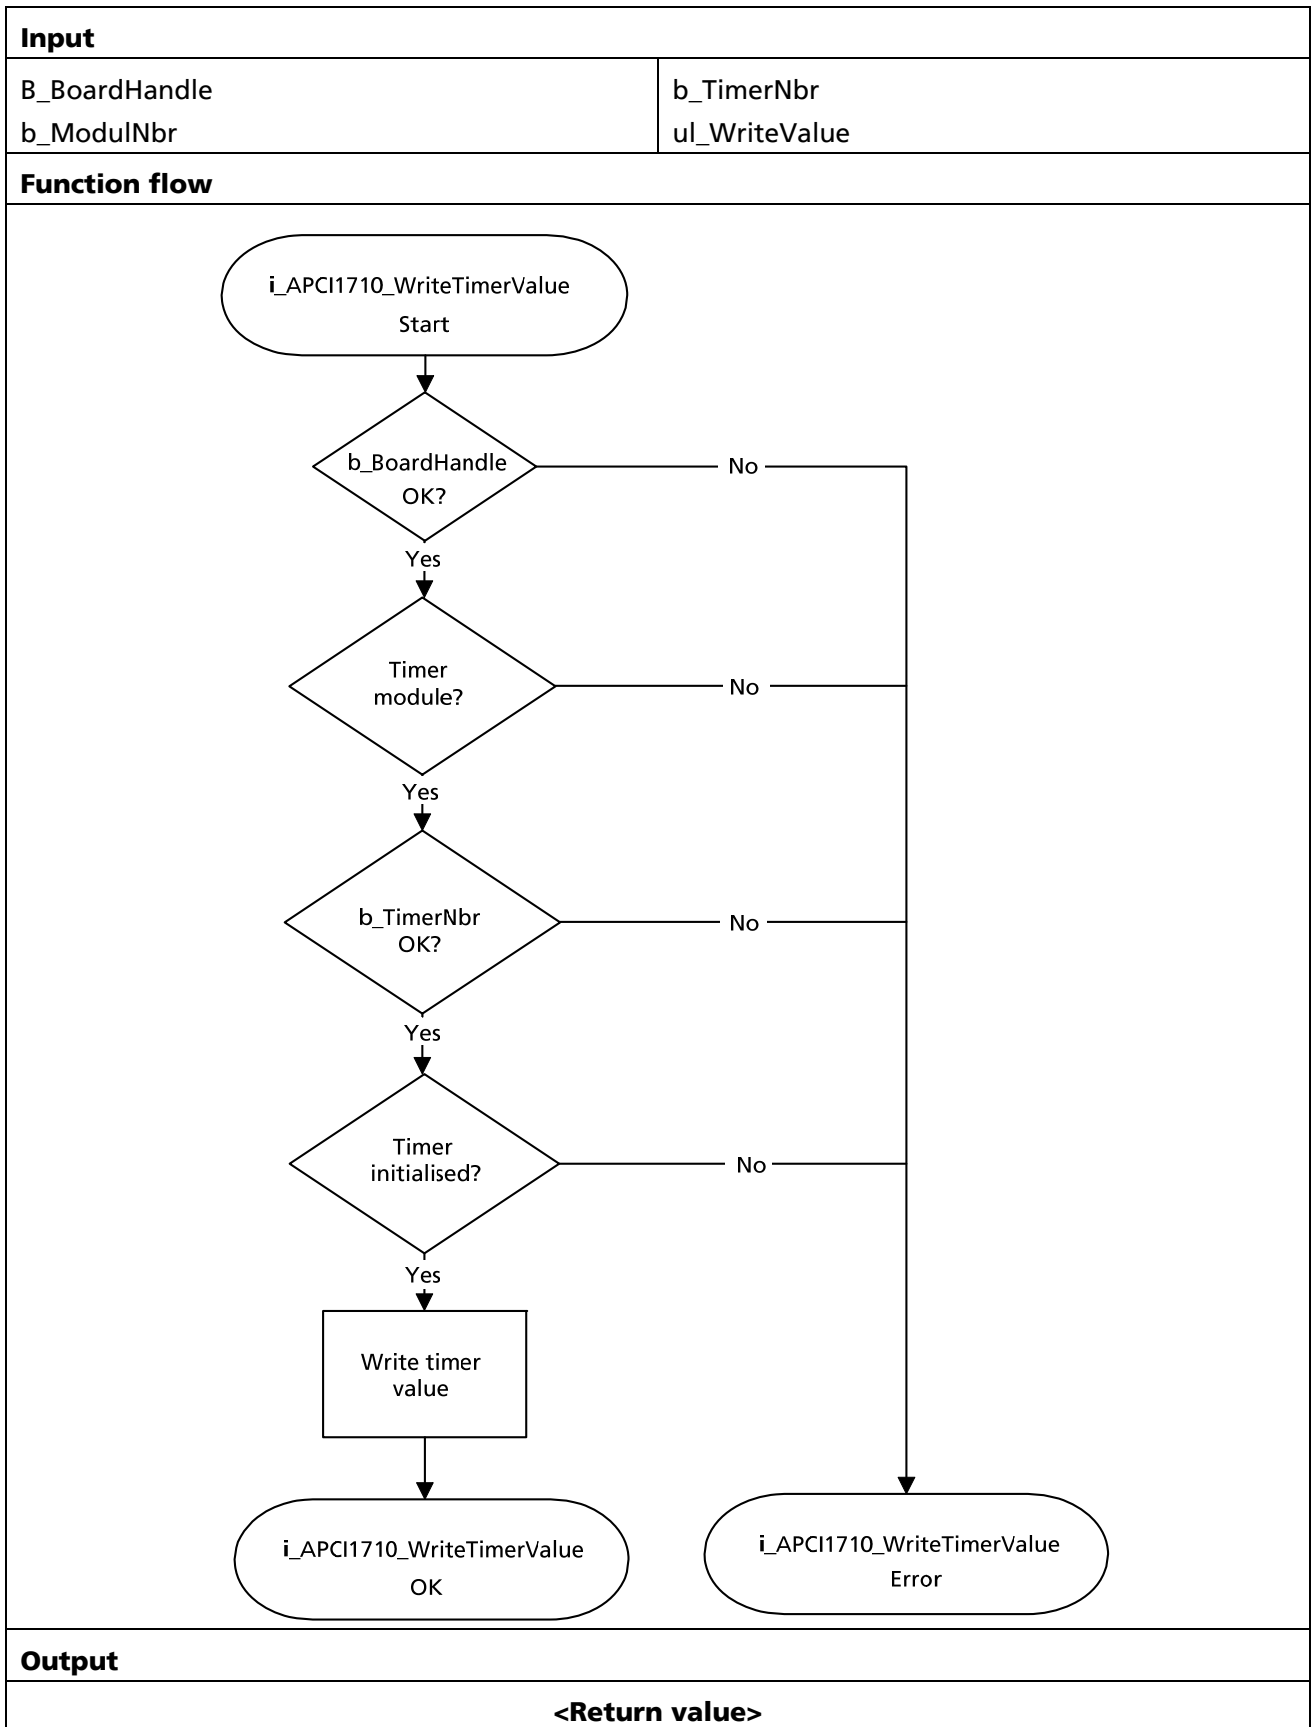 Input
B_BoardHandle
b_ModulNbr
b_TimerNbr
ul_WriteValue
Function flow
i_APCI1710_WriteTimerValue
Start
b_BoardHandle
OK?
No
Yes
Timer
module?
No
Yes
b_TimerNbr
OK?
No
Yes
Timer
initialised?
No
Yes
Write timer
value
i_APCI1710_WriteTimerValue
OK
i_APCI1710_WriteTimerValue
Error
Output
<Return value>